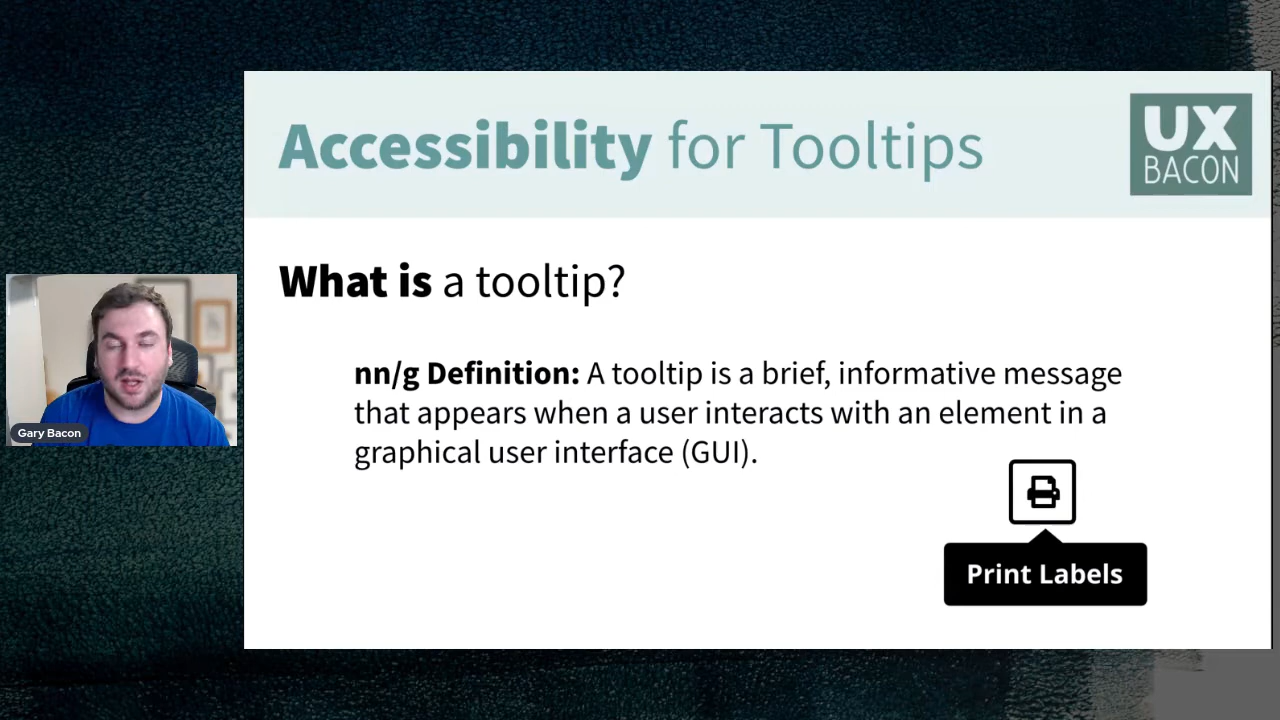 Accessibility for Tooltips
UX
BACON
What is a tooltip?
nn/g Definition: A tooltip is a brief, informative message
that appears when a user interacts with an element in a
graphical user interface (GUI).
Print Labels
Gary Bacon